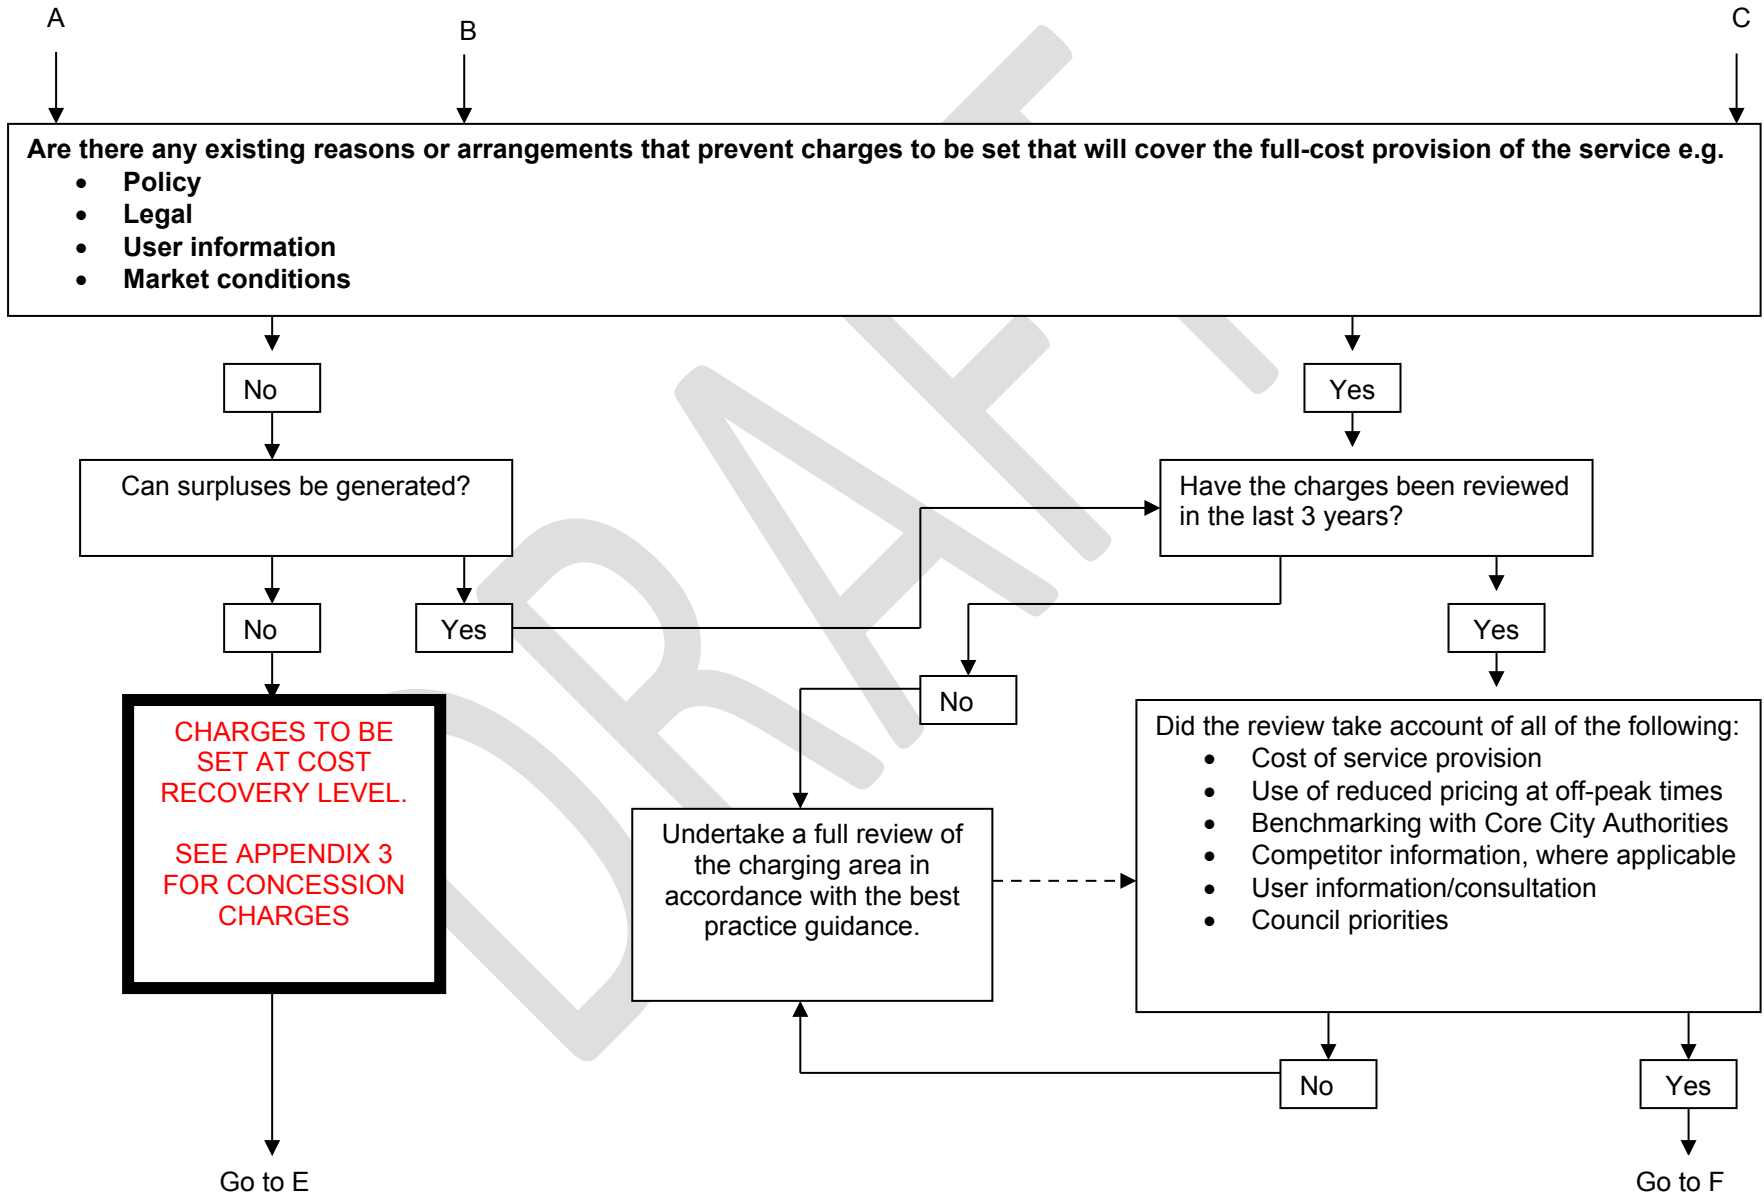 A
B
C
Are there any existing reasons or arrangements that prevent charges to be set that will cover the full-cost provision of the service e.g.
• Policy
• Legal
• User information
• Market conditions
No
Yes
Can surpluses be generated?
Have the charges been reviewed
in the last 3 years?
No
Yes
Yes
No
CHARGES TO BE
SET AT COST
RECOVERY LEVEL.
SEE APPENDIX 3
FOR CONCESSION
CHARGES
Undertake a full review of
the charging area in
accordance with the best
practice guidance.
Did the review take account of all of the following:
• Cost of service provision
• Use of reduced pricing at off-peak times
• Benchmarking with Core City Authorities
• Competitor information, where applicable
• User information/consultation
• Council priorities
No
Yes
Go to E
Go to F
DRAFT